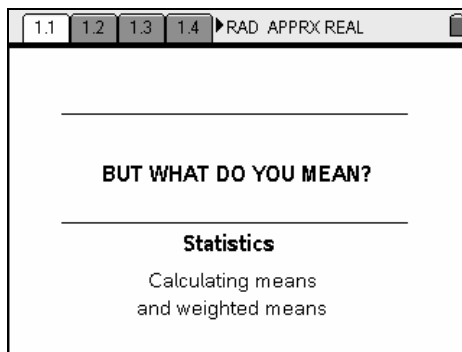 1.1 1.2 1.3 1.4 RAD APPRX REAL
BUT WHAT DO YOU MEAN?
Statistics
Calculating means
and weighted means